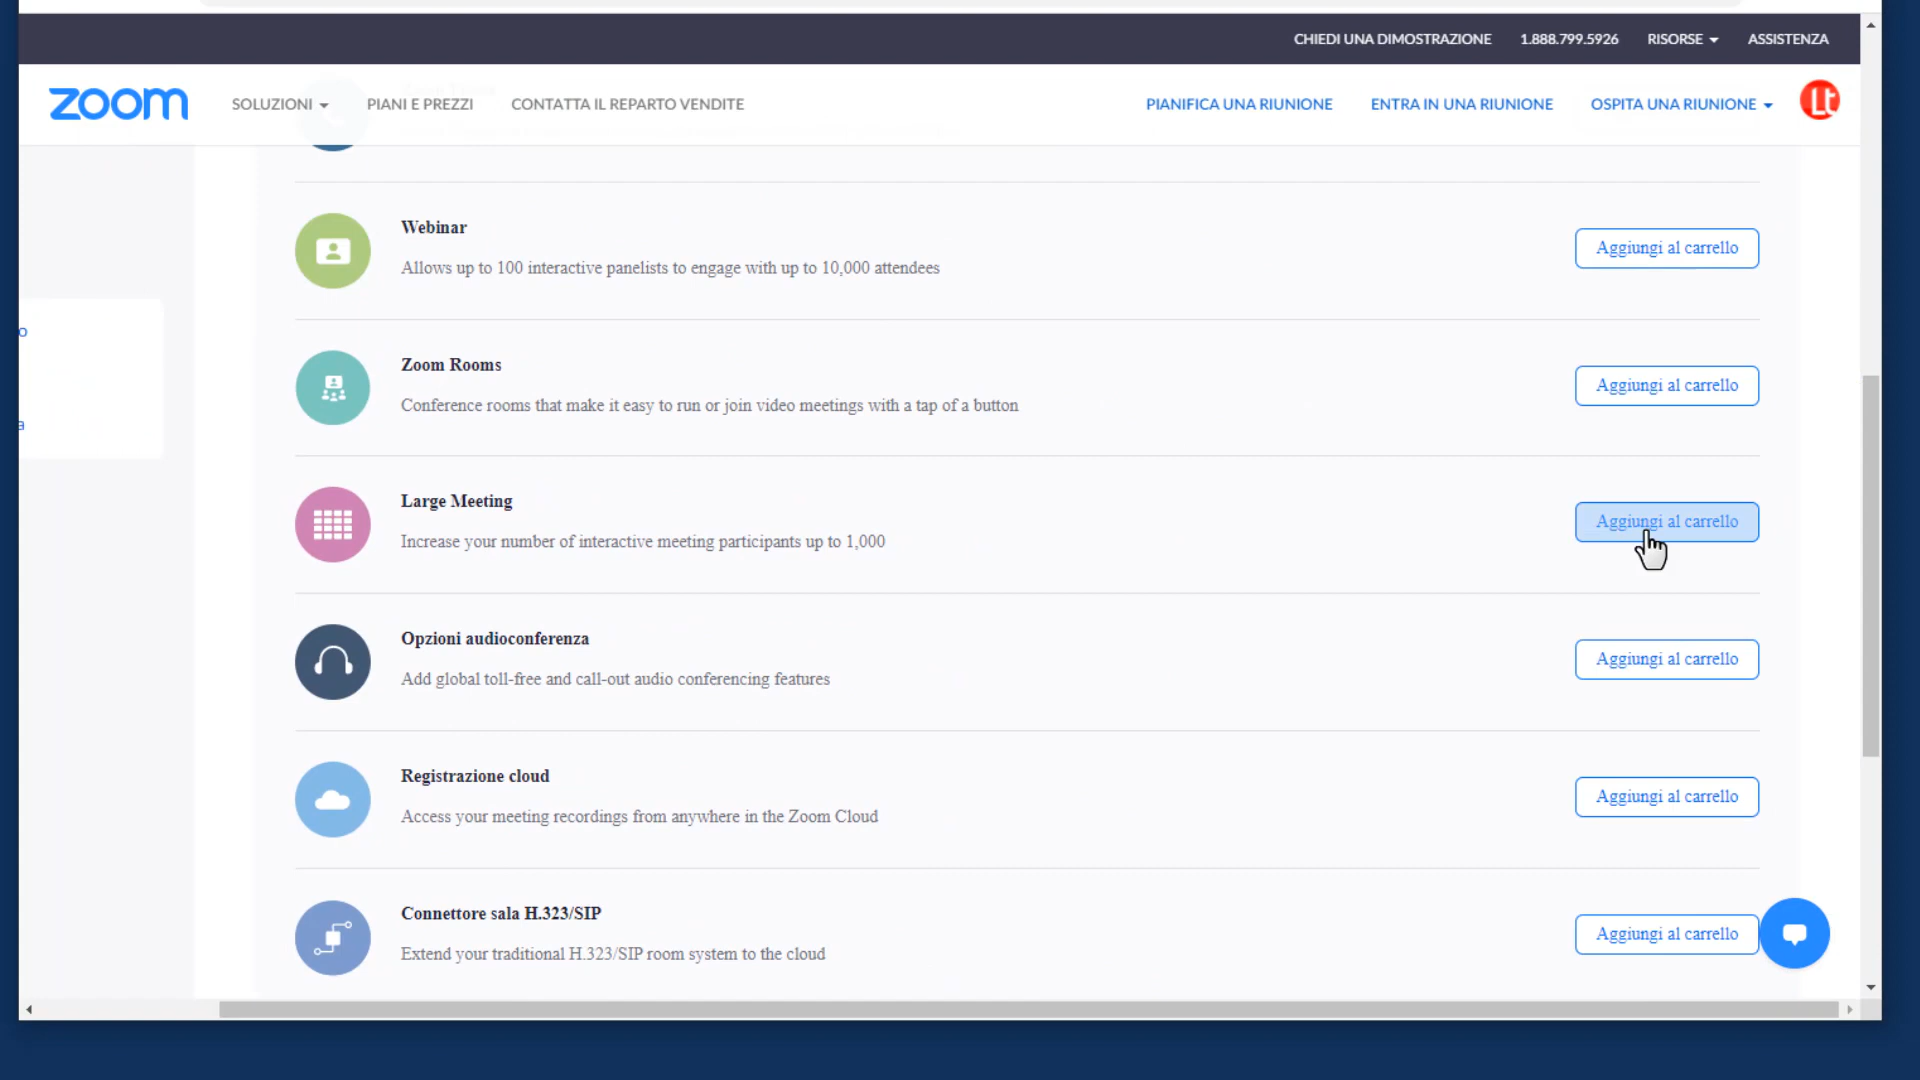 CHIEDI UNA DIMOSTRAZIONE 1.888.799.5926 RISORSE ASSISTENZA
zoom SOLUZIONI PIANI E PREZZI CONTATTA IL REPARTO VENDITE PIANIFICA UNA RIUNIONE ENTRA IN UNA RIUNIONE OSPITA UNA RIUNIONE Lt
Webinar
Allows up to 100 interactive panelists to engage with up to 10,000 attendees
Aggiungi al carrello
o
Zoom Rooms
Conference rooms that make it easy to run or join video meetings with a tap of a button
Aggiungi al carrello
a
Large Meeting
Increase your number of interactive meeting participants up to 1,000
Aggiungi al carrello
Opzioni audioconferenza
Add global toll-free and call-out audio conferencing features
Aggiungi al carrello
Registrazione cloud
Access your meeting recordings from anywhere in the Zoom Cloud
Aggiungi al carrello
Connettore sala H.323/SIP
Extend your traditional H.323/SIP room system to the cloud
Aggiungi al carrello